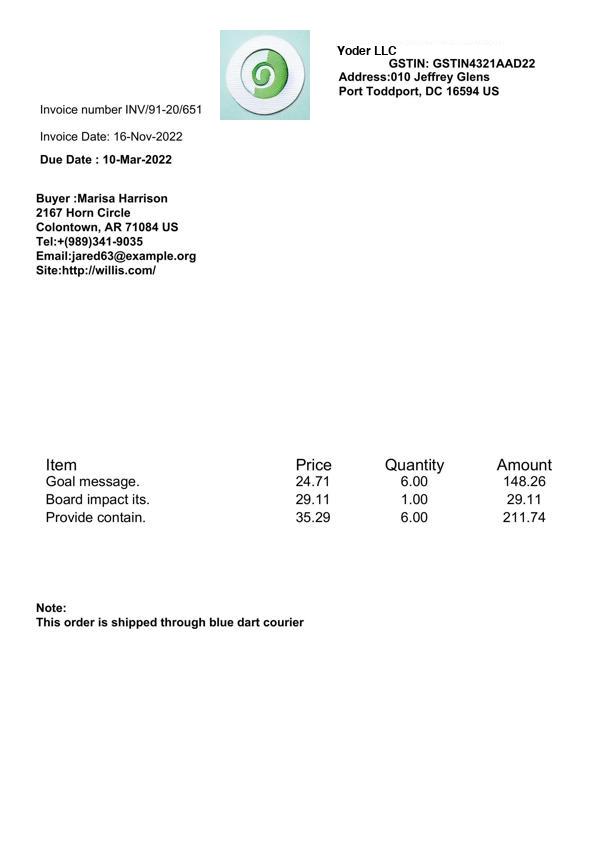 Yoder LLC
GSTIN: GSTIN4321AAD22
Address:010 Jeffrey Glens
Port Toddport, DC 16594 US
Invoice number INV/91-20/651
Invoice Date: 16-Nov-2022
Due Date : 10-Mar-2022
Buyer :Marisa Harrison
2167 Horn Circle
Colontown, AR 71084 US
Tel:+(989)341-9035
Email:jared63@example.org
Site:http://willis.com/
Item Price Quantity Amount
Goal message. 24.71 6.00 148.26
Board impact its. 29.11 1.00 29.11
Provide contain. 35.29 6.00 211.74
Note:
This order is shipped through blue dart courier